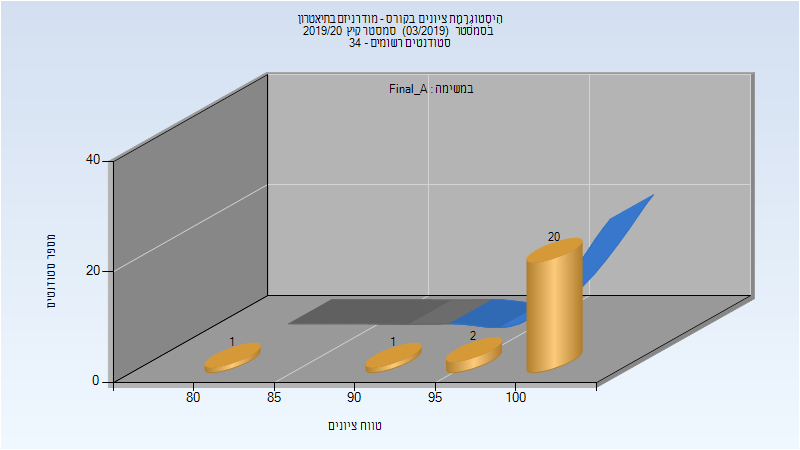 היסטוגרמת ציונים בקורס - מודרניזם בתיאטרון
בסמסטר (03/2019) סמסטר קיץ 2019/20
סטודנטים רשומים - 34
במשימה : Final_A
מספר סטודנטים
40
20
0
1
1
2
20
80
85
90
95
100
טווח ציונים